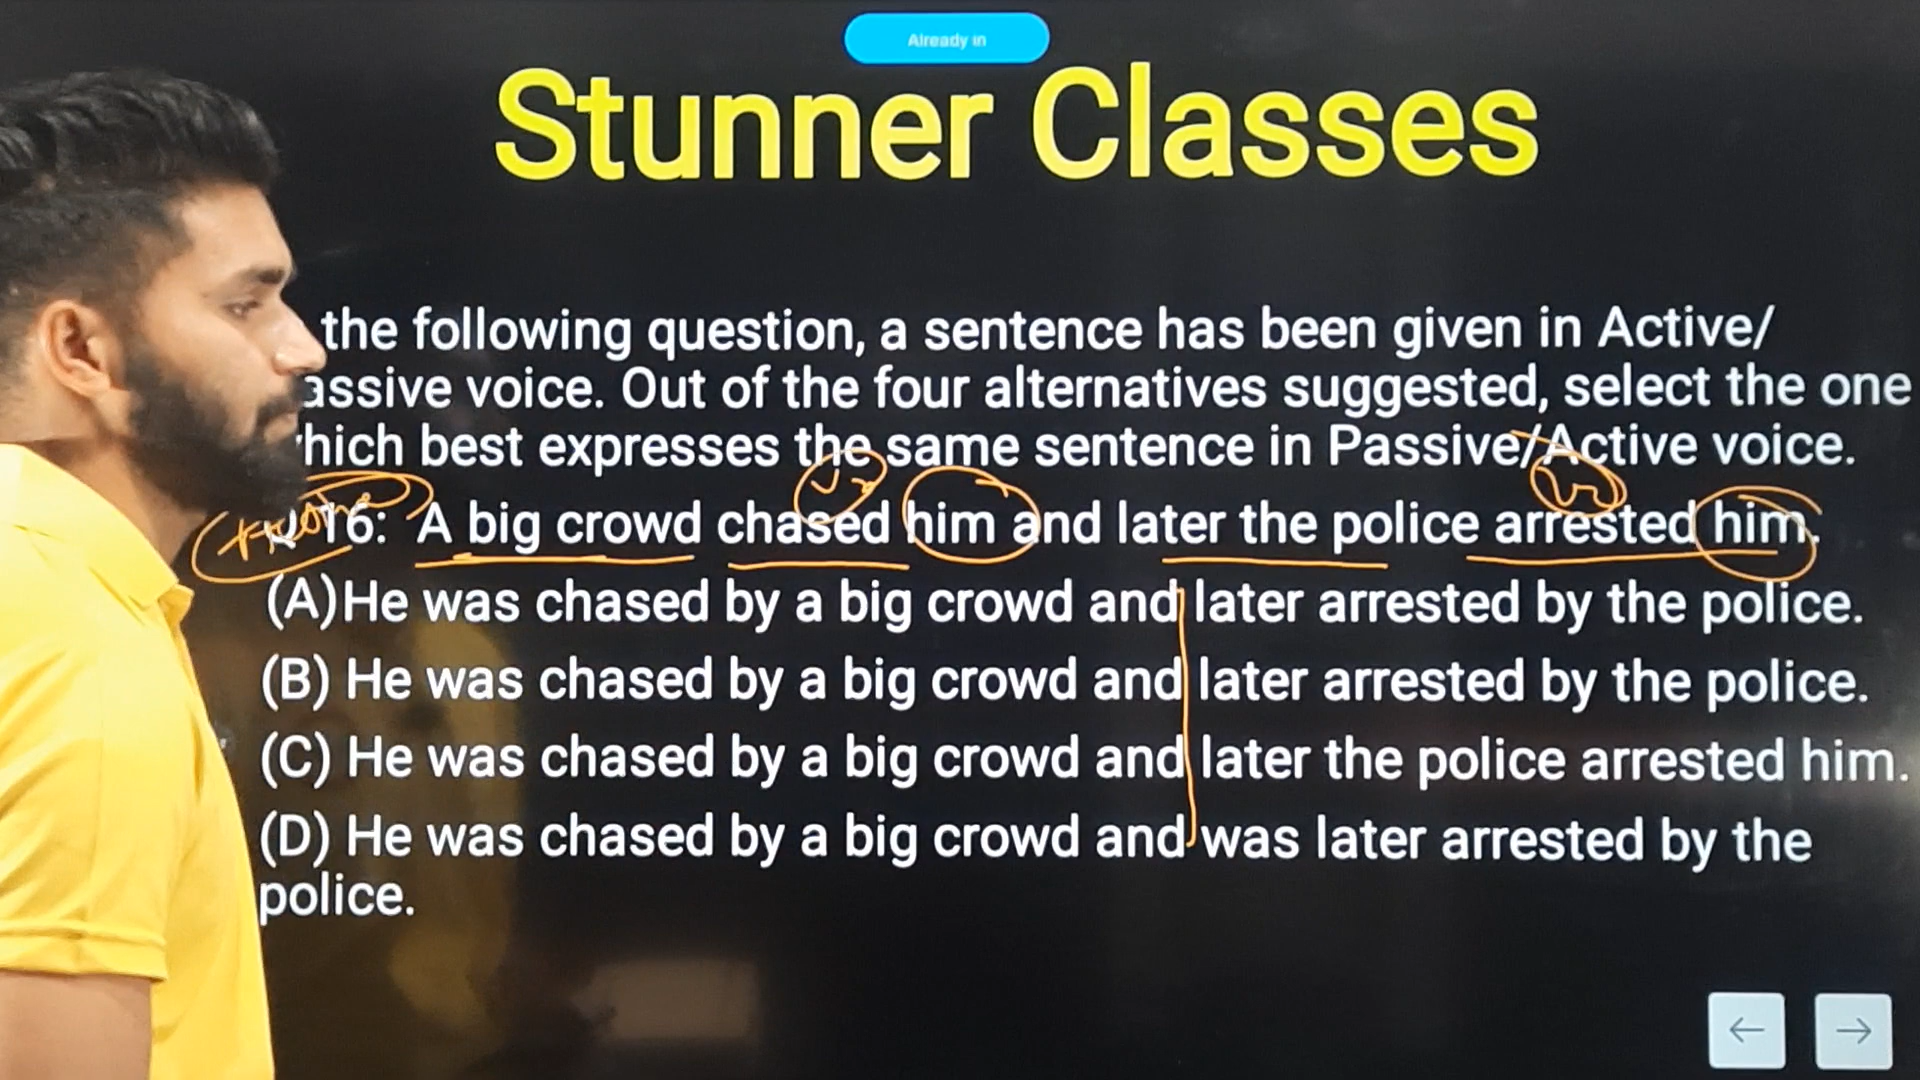 Already in
Stunner Classes
the following question, a sentence has been given in Active/
assive voice. Out of the four alternatives suggested, select the one
hich best expresses the same sentence in Passive/Active voice.
16: A big crowd chased him and later the police arrested him.
(A)He was chased by a big crowd and later arrested by the police.
(B) He was chased by a big crowd and later arrested by the police.
(C) He was chased by a big crowd and later the police arrested him.
(D) He was chased by a big crowd and was later arrested by the
police.